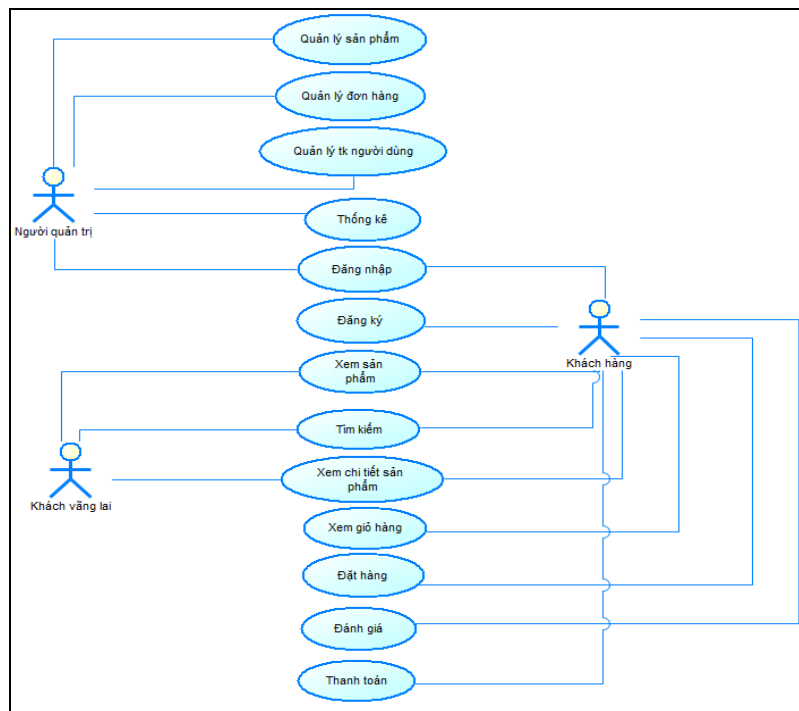 Quản lý sản phẩm
Quản lý đơn hàng
Quản lý tk người dùng
Thống kê
Người quản trị
Đăng nhập
Đăng ký
Khách hàng
Xem sản
phẩm
Tìm kiếm
Xem chi tiết sản
phẩm
Khách vãng lai
Xem giỏ hàng
Đặt hàng
Đánh giá
Thanh toán